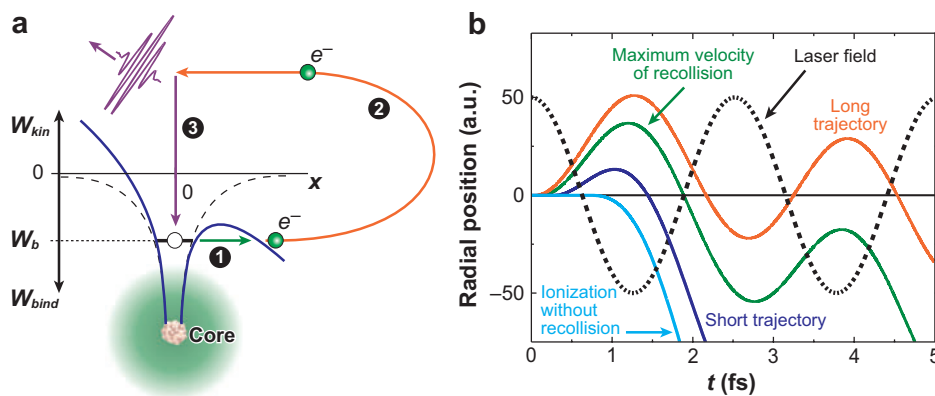 a
e⁻
2
3
W_kin
0
0
x
W_b
e⁻
1
W_bind
Core
b
Maximum velocity
of recollision
Laser field
Long
trajectory
Ionization
without
recollision
Short trajectory
Radial position (a.u.)
50
0
–50
0
1
2
3
4
5
t (fs)